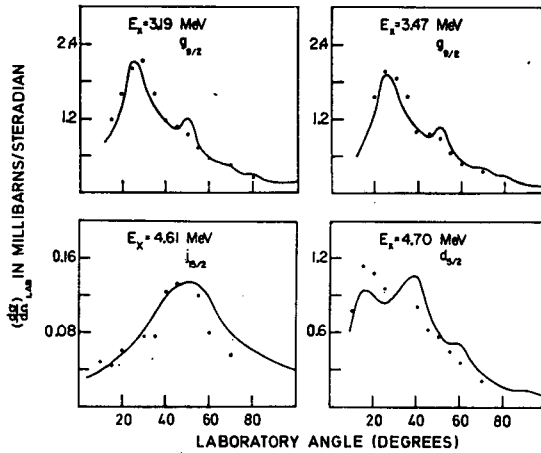 E_x = 3.19 MeV
g_9/2
2.4
1.2
E_x = 3.47 MeV
g_9/2
2.4
1.2
E_x = 4.61 MeV
j_15/2
0.16
0.08
E_x = 4.70 MeV
d_5/2
1.2
0.6
20 40 60 80
20 40 60 80
(dσ/dΩ)_LAB IN MILLIBARNS/STERADIAN
LABORATORY ANGLE (DEGREES)